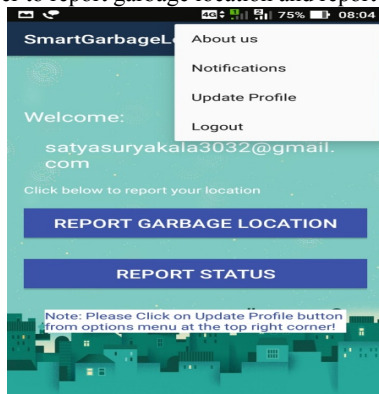 er to report garbage location and report
4G 75% 08:04
SmartGarbageL
About us
Notifications
Update Profile
Logout
Welcome:
satyasuryakala3032@gmail.
com
Click below to report your location
REPORT GARBAGE LOCATION
REPORT STATUS
Note: Please Click on Update Profile button
from options menu at the top right corner!